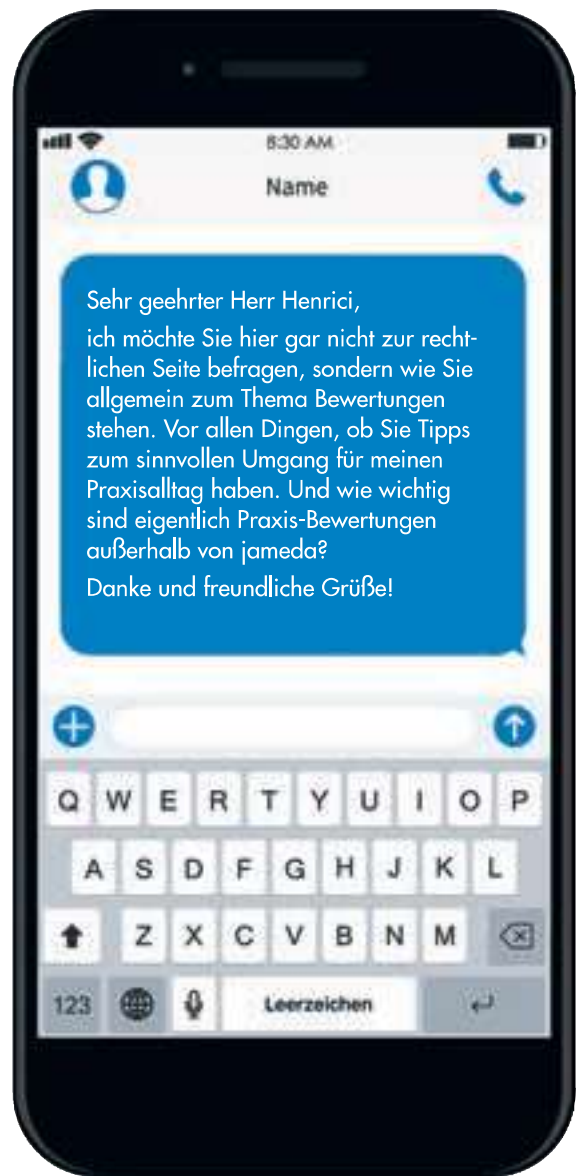 8:30 AM
Name
Sehr geehrter Herr Henrici,
ich möchte Sie hier gar nicht zur recht-
lichen Seite befragen, sondern wie Sie
allgemein zum Thema Bewertungen
stehen. Vor allen Dingen, ob Sie Tipps
zum sinnvollen Umgang für meinen
Praxisalltag haben. Und wie wichtig
sind eigentlich Praxis-Bewertungen
außerhalb von jameda?
Danke und freundliche Grüße!
Q W E R T Y U I O P
A S D F G H J K L
Z X C V B N M
123 Leerzeichen